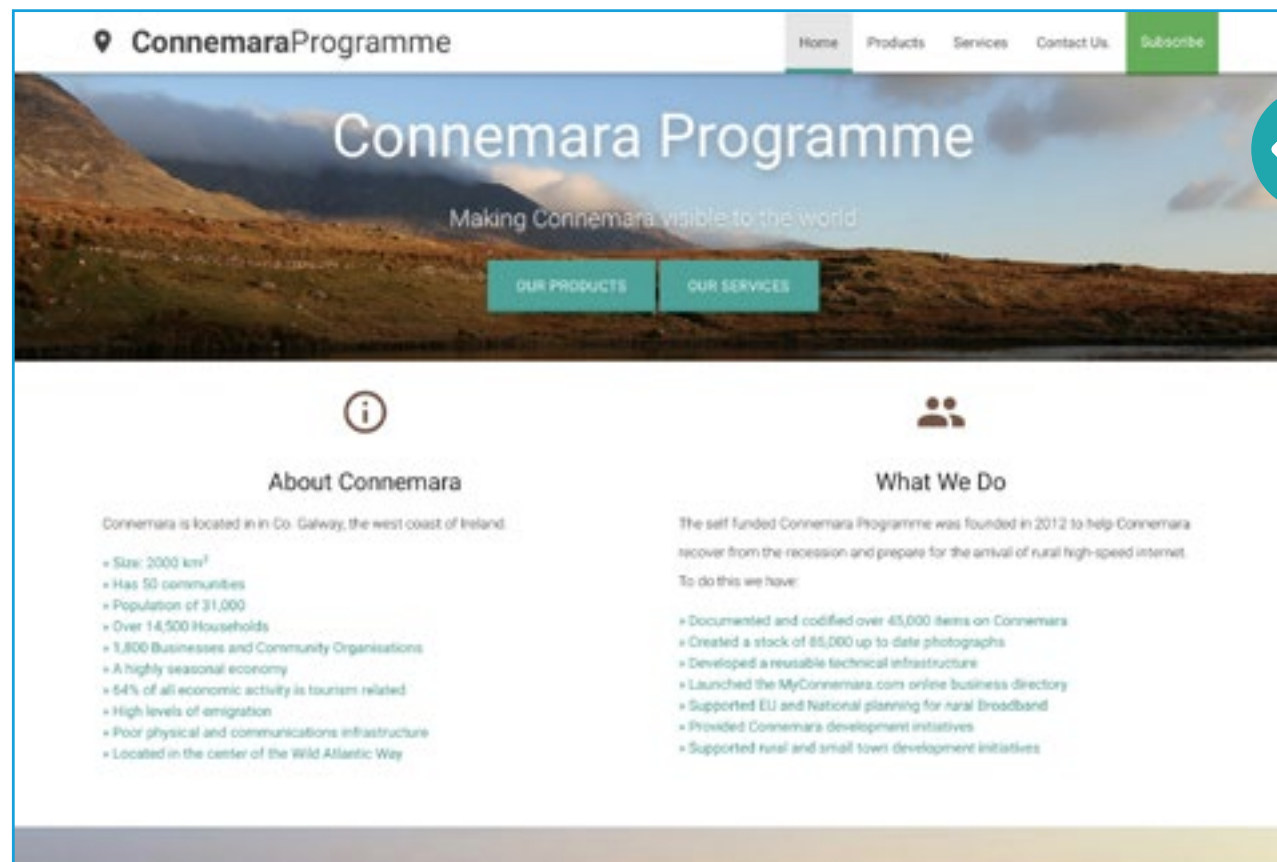 ConnemaraProgramme
Home Products Services Contact Us. Subscribe
Connemara Programme
Making Connemara visible to the world
OUR PRODUCTS OUR SERVICES
About Connemara
Connemara is located in in Co. Galway, the west coast of Ireland.
» Size: 2000 km²
» Has 50 communities
» Population of 31,000
» Over 14,500 Households
» 1,800 Businesses and Community Organisations
» A highly seasonal economy
» 64% of all economic activity is tourism related
» High levels of emigration
» Poor physical and communications infrastructure
» Located in the center of the Wild Atlantic Way
What We Do
The self funded Connemara Programme was founded in 2012 to help Connemara
recover from the recession and prepare for the arrival of rural high-speed internet.
To do this we have:
» Documented and codified over 45,000 items on Connemara
» Created a stock of 85,000 up to date photographs
» Developed a reusable technical infrastructure
» Launched the MyConnemara.com online business directory
» Supported EU and National planning for rural Broadband
» Provided Connemara development initiatives
» Supported rural and small town development initiatives